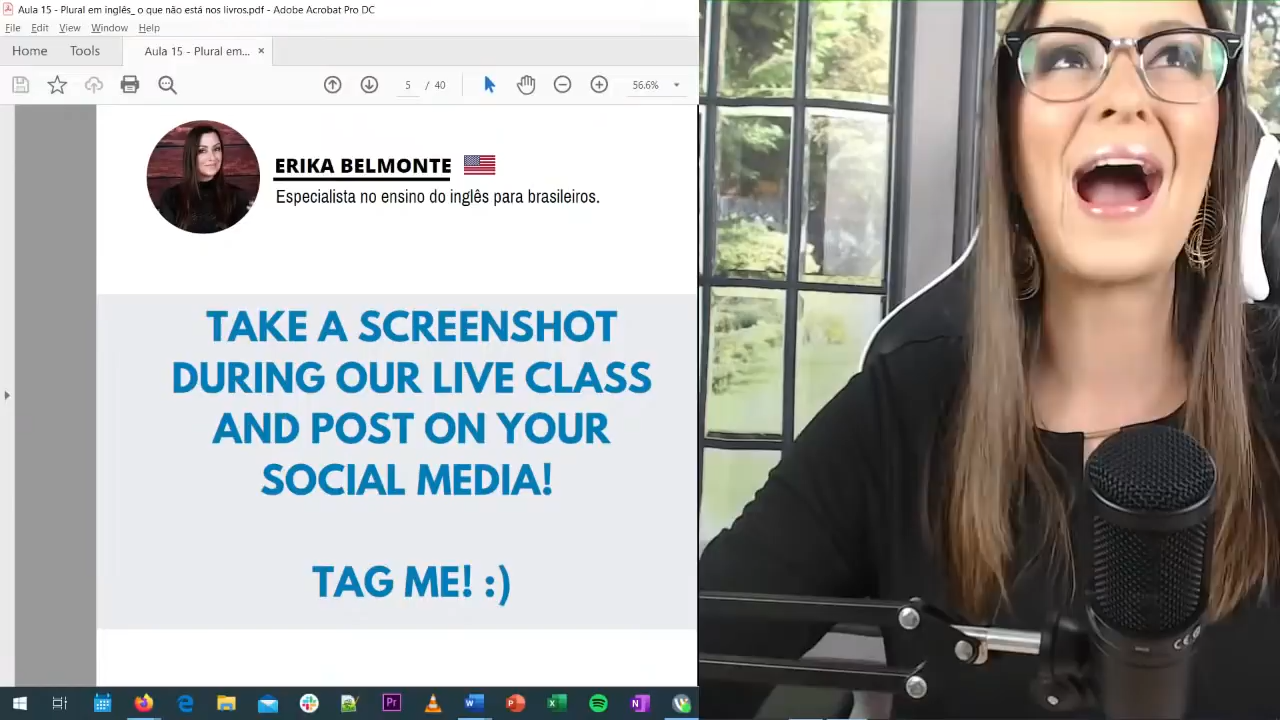 Aula 15 - Plural em inglês_ o que não está nos livros.pdf - Adobe Acrobat Pro DC
File Edit View Window Help
Home Tools Aula 15 - Plural em... ×
5 / 40 56.6%
ERIKA BELMONTE
Especialista no ensino do inglês para brasileiros.
TAKE A SCREENSHOT
DURING OUR LIVE CLASS
AND POST ON YOUR
SOCIAL MEDIA!
TAG ME! :)